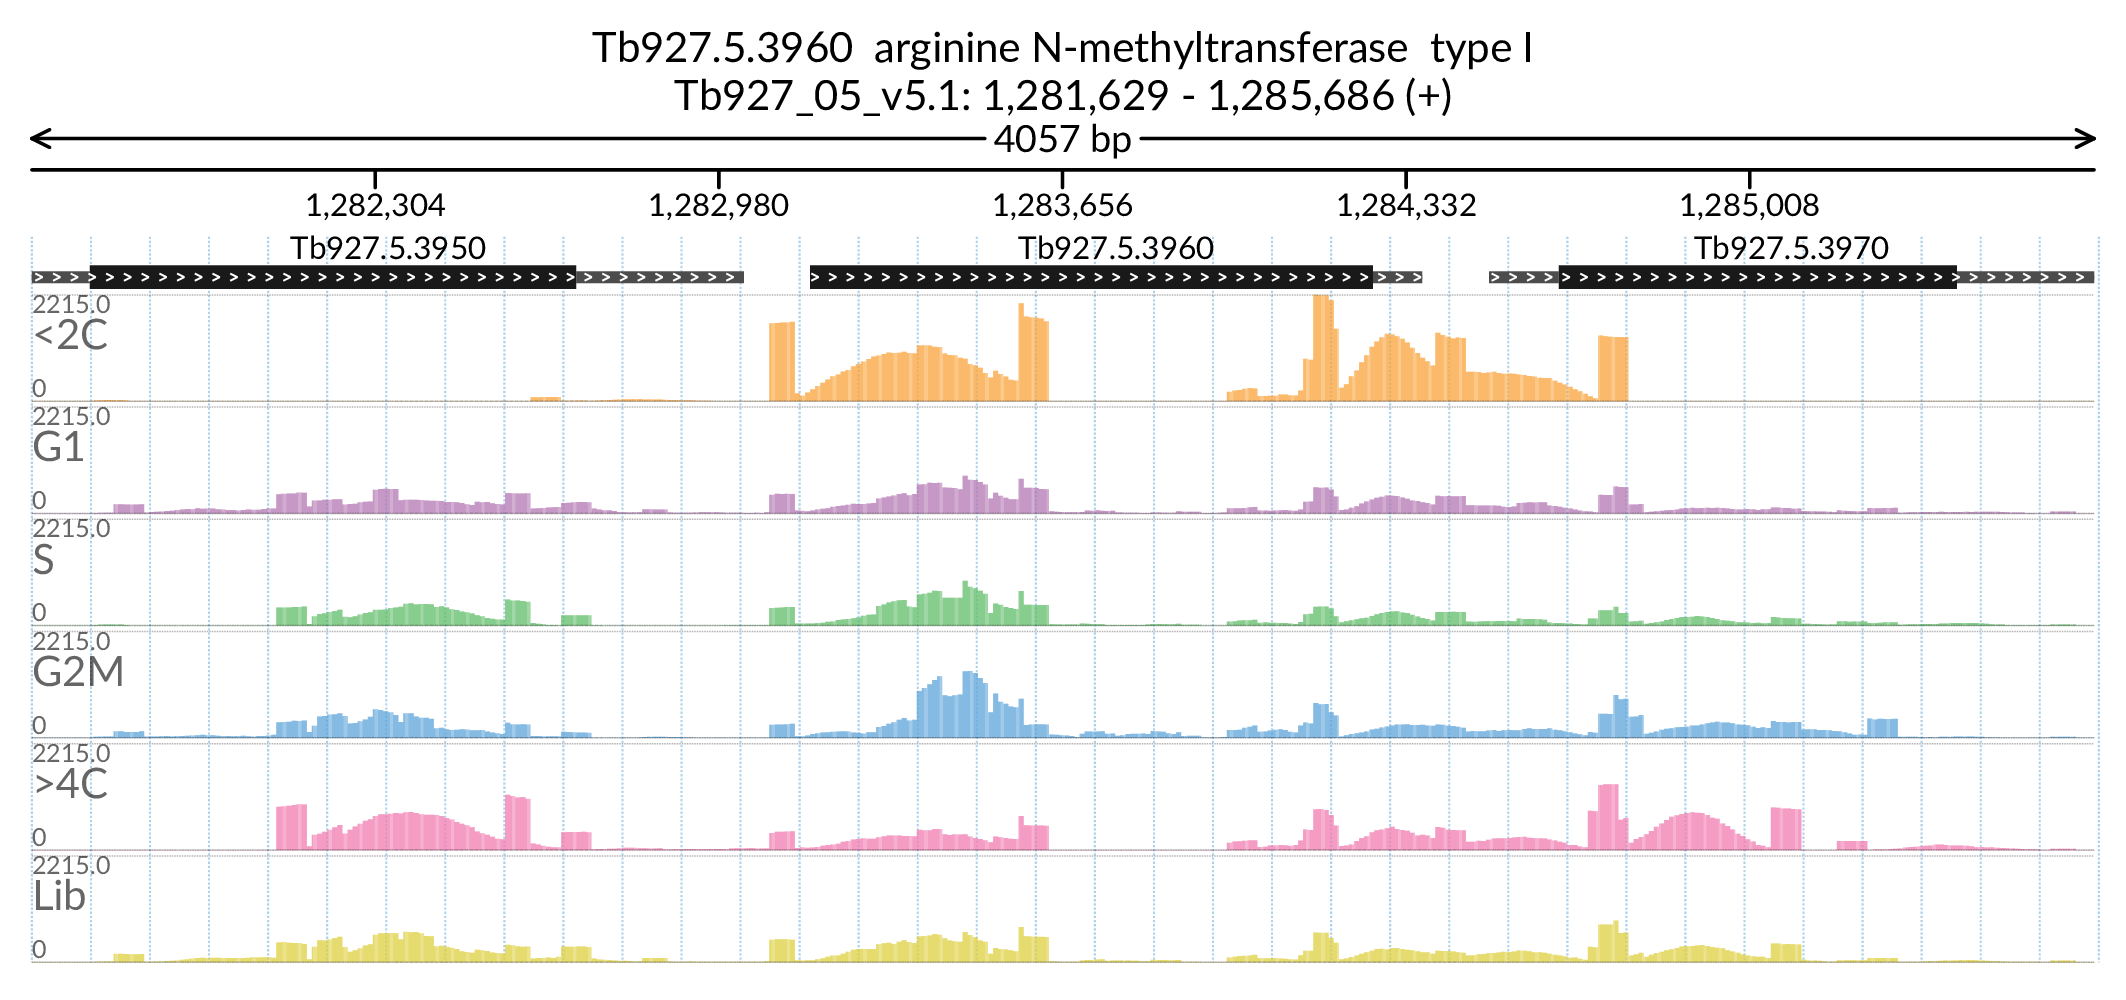 Tb927.5.3960 arginine N-methyltransferase type I
Tb927_05_v5.1: 1,281,629 - 1,285,686 (+)
4057 bp
1,282,304 1,282,980 1,283,656 1,284,332 1,285,008
Tb927.5.3950 Tb927.5.3960 Tb927.5.3970
2215.0
<2C
0
2215.0
G1
0
2215.0
S
0
2215.0
G2M
0
2215.0
>4C
0
2215.0
Lib
0